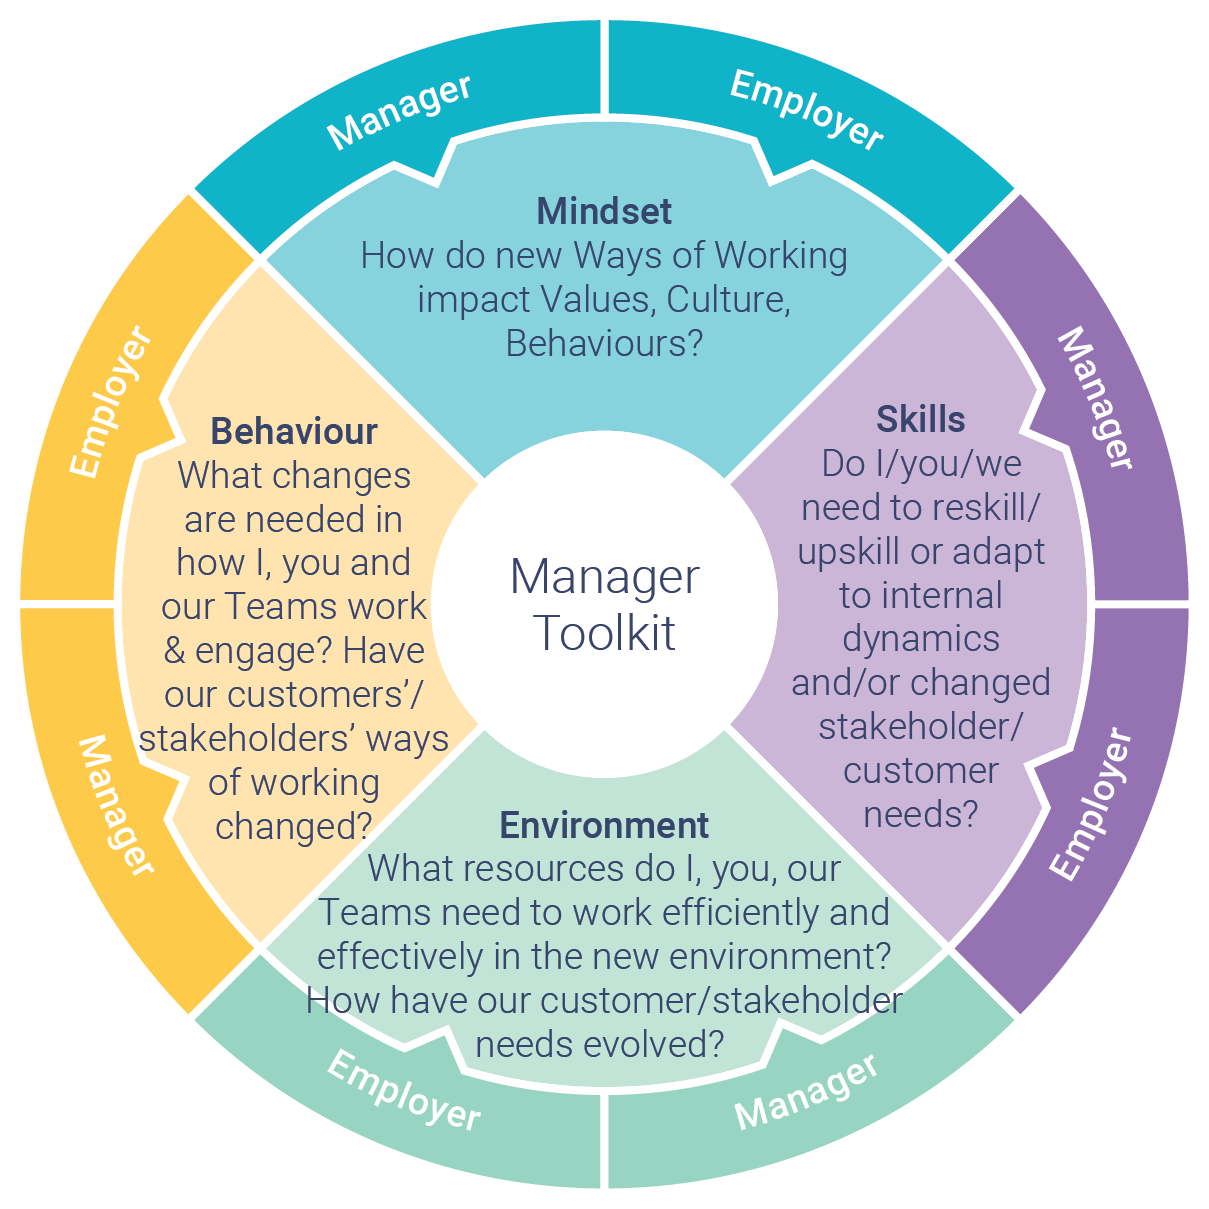 Manager
Employer
Mindset
How do new Ways of Working
impact Values, Culture,
Behaviours?
Manager
Employer
Skills
Do I/you/we
need to reskill/
upskill or adapt
to internal
dynamics
and/or changed
stakeholder/
customer
needs?
Employer
Manager
Behaviour
What changes
are needed in
how I, you and
our Teams work
& engage? Have
our customers’/
stakeholders’ ways
of working
changed?
Manager
Toolkit
Environment
What resources do I, you, our
Teams need to work efficiently and
effectively in the new environment?
How have our customer/stakeholder
needs evolved?
Employer
Manager